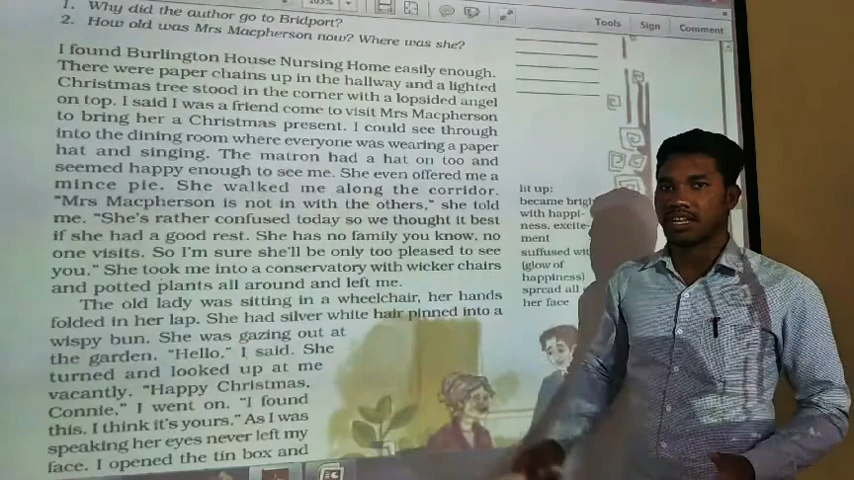 1. Why did the author go to Bridport?
2. How old was Mrs Macpherson now? Where was she?
Tools Sign Comment
I found Burlington House Nursing Home easily enough.
There were paper chains up in the hallway and a lighted
Christmas tree stood in the corner with a lopsided angel
on top. I said I was a friend come to visit Mrs Macpherson
to bring her a Christmas present. I could see through
into the dining room where everyone was wearing a paper
hat and singing. The matron had a hat on too and
seemed happy enough to see me. She even offered me a
mince pie. She walked me along the corridor.
"Mrs Macpherson is not in with the others," she told
me. "She's rather confused today so we thought it best
if she had a good rest. She has no family you know, no
one visits. So I'm sure she'll be only too pleased to see
you." She took me into a conservatory with wicker chairs
and potted plants all around and left me.
The old lady was sitting in a wheelchair, her hands
folded in her lap. She had silver white hair pinned into a
wispy bun. She was gazing out at
the garden. "Hello," I said. She
turned and looked up at me
vacantly. "Happy Christmas,
Connie," I went on. "I found
this. I think it's yours." As I was
speaking her eyes never left my
face. I opened the tin box and
lit up:
became brigh
with happi-
ness, excite-
ment
suffused wit
(glow of
happiness)
spread all
her face